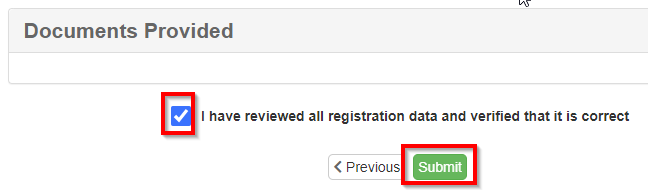 Documents Provided
I have reviewed all registration data and verified that it is correct
Previous Submit